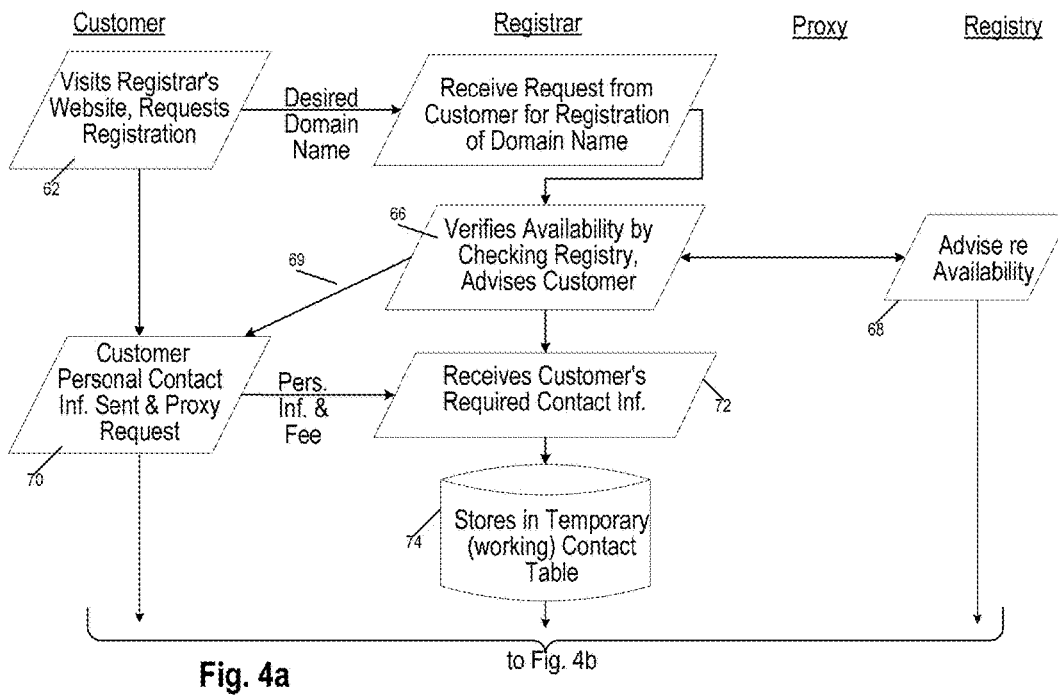 Customer
Registrar
Proxy
Registry
Visits Registrar's
Website, Requests
Registration
62
Desired
Domain
Name
Receive Request from
Customer for Registration
of Domain Name
66
Verifies Availability by
Checking Registry,
Advises Customer
Advise re
Availability
68
69
Customer
Personal Contact
Inf. Sent & Proxy
Request
70
Pers.
Inf. &
Fee
Receives Customer's
Required Contact Inf.
72
74
Stores in Temporary
(working) Contact
Table
to Fig. 4b
Fig. 4a